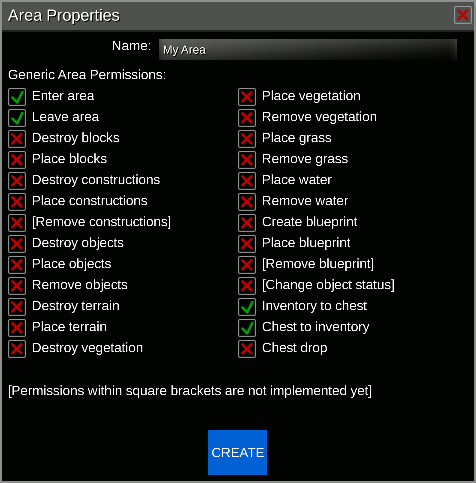 Area Properties
Name: My Area
Generic Area Permissions:
Enter area
Leave area
Destroy blocks
Place blocks
Destroy constructions
Place constructions
[Remove constructions]
Destroy objects
Place objects
Remove objects
Destroy terrain
Place terrain
Destroy vegetation
Place vegetation
Remove vegetation
Place grass
Remove grass
Place water
Remove water
Create blueprint
Place blueprint
[Remove blueprint]
[Change object status]
Inventory to chest
Chest to inventory
Chest drop
[Permissions within square brackets are not implemented yet]
CREATE